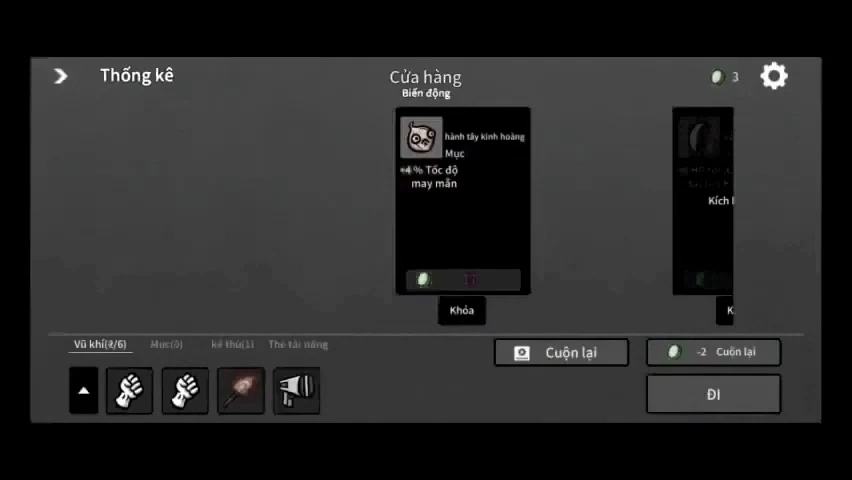 Thống kê
Cửa hàng
3
Biến động
hành tây kinh hoàng
Mục
% Tốc độ
may mắn
Kích
Khóa
K
Vũ khí( /6)
Mục(0)
kẻ thù(1)
Thẻ tài năng
Cuộn lại
-2 Cuộn lại
ĐI